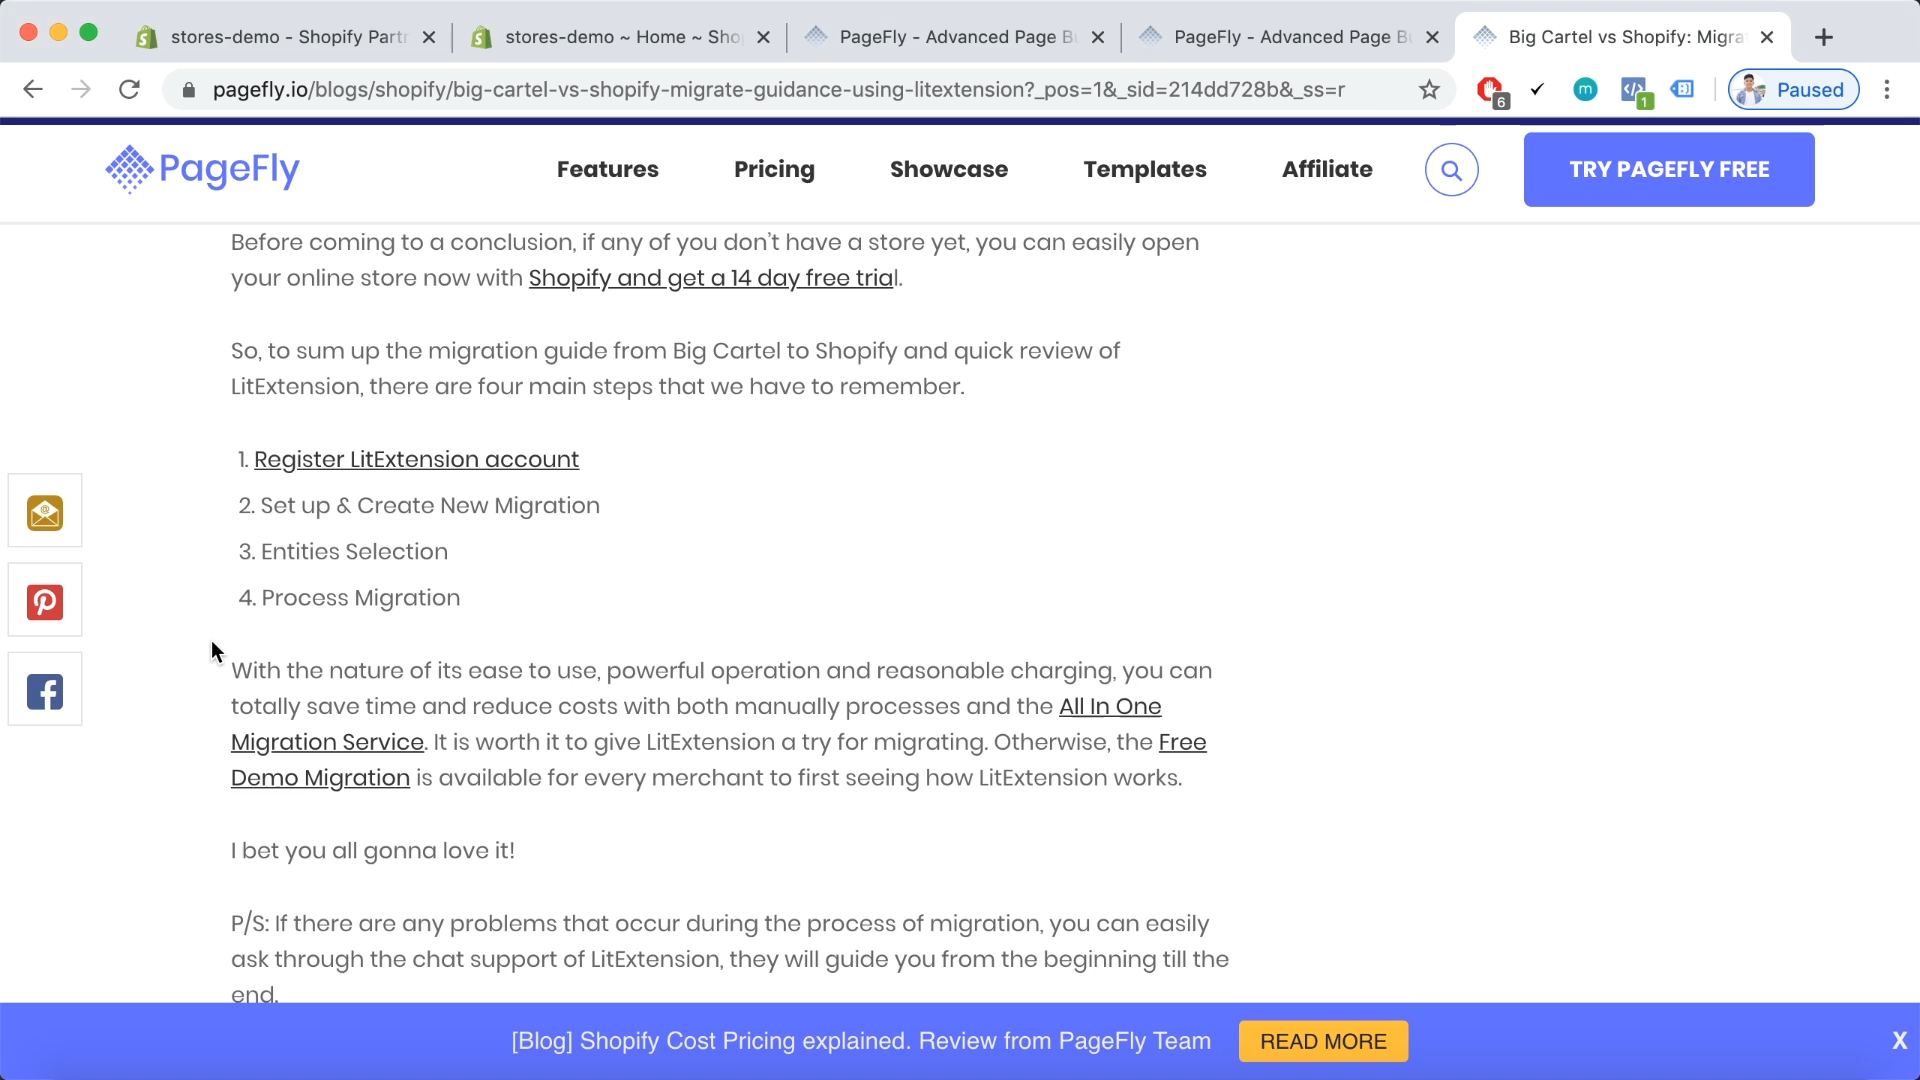 stores-demo - Shopify Partn
stores-demo ~ Home ~ Sho
PageFly - Advanced Page Bu
PageFly - Advanced Page Bu
Big Cartel vs Shopify: Migra
pagefly.io/blogs/shopify/big-cartel-vs-shopify-migrate-guidance-using-litextension?_pos=1&_sid=214dd728b&_ss=r
6
m
1
Paused
PageFly
Features
Pricing
Showcase
Templates
Affiliate
TRY PAGEFLY FREE
Before coming to a conclusion, if any of you don't have a store yet, you can easily open
your online store now with Shopify and get a 14 day free trial.
So, to sum up the migration guide from Big Cartel to Shopify and quick review of
LitExtension, there are four main steps that we have to remember.
1. Register LitExtension account
2. Set up & Create New Migration
3. Entities Selection
4. Process Migration
With the nature of its ease to use, powerful operation and reasonable charging, you can
totally save time and reduce costs with both manually processes and the All In One
Migration Service. It is worth it to give LitExtension a try for migrating. Otherwise, the Free
Demo Migration is available for every merchant to first seeing how LitExtension works.
I bet you all gonna love it!
P/S: If there are any problems that occur during the process of migration, you can easily
ask through the chat support of LitExtension, they will guide you from the beginning till the
end.
[Blog] Shopify Cost Pricing explained. Review from PageFly Team
READ MORE
X